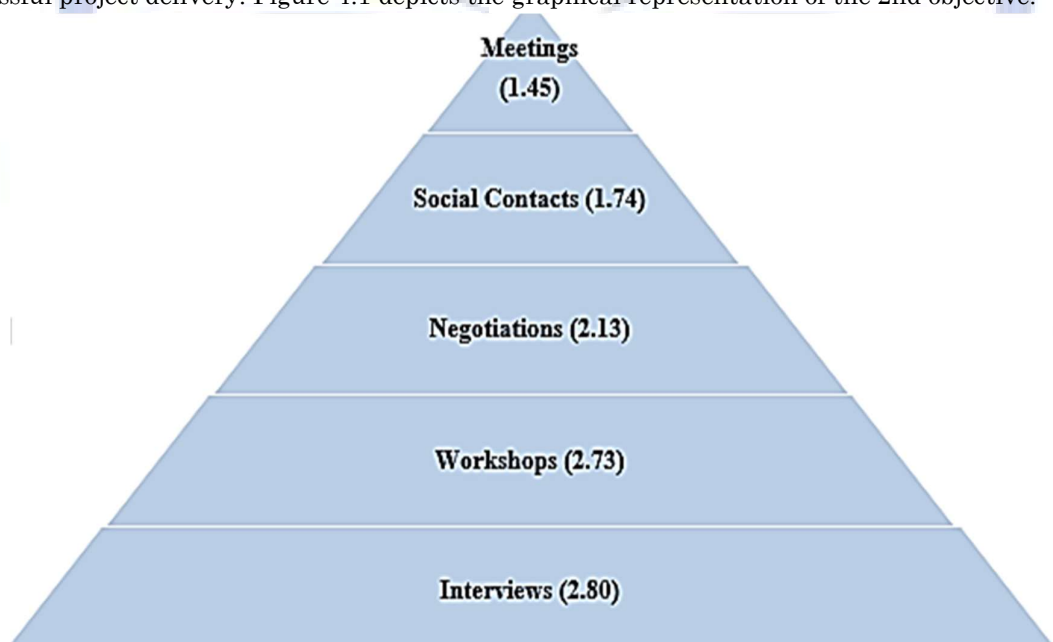 project delivery. Figure 4.1 depicts the graphical representation of the 2nd objective.
Meetings
(1.45)
Social Contacts (1.74)
Negotiations (2.13)
Workshops (2.73)
Interviews (2.80)